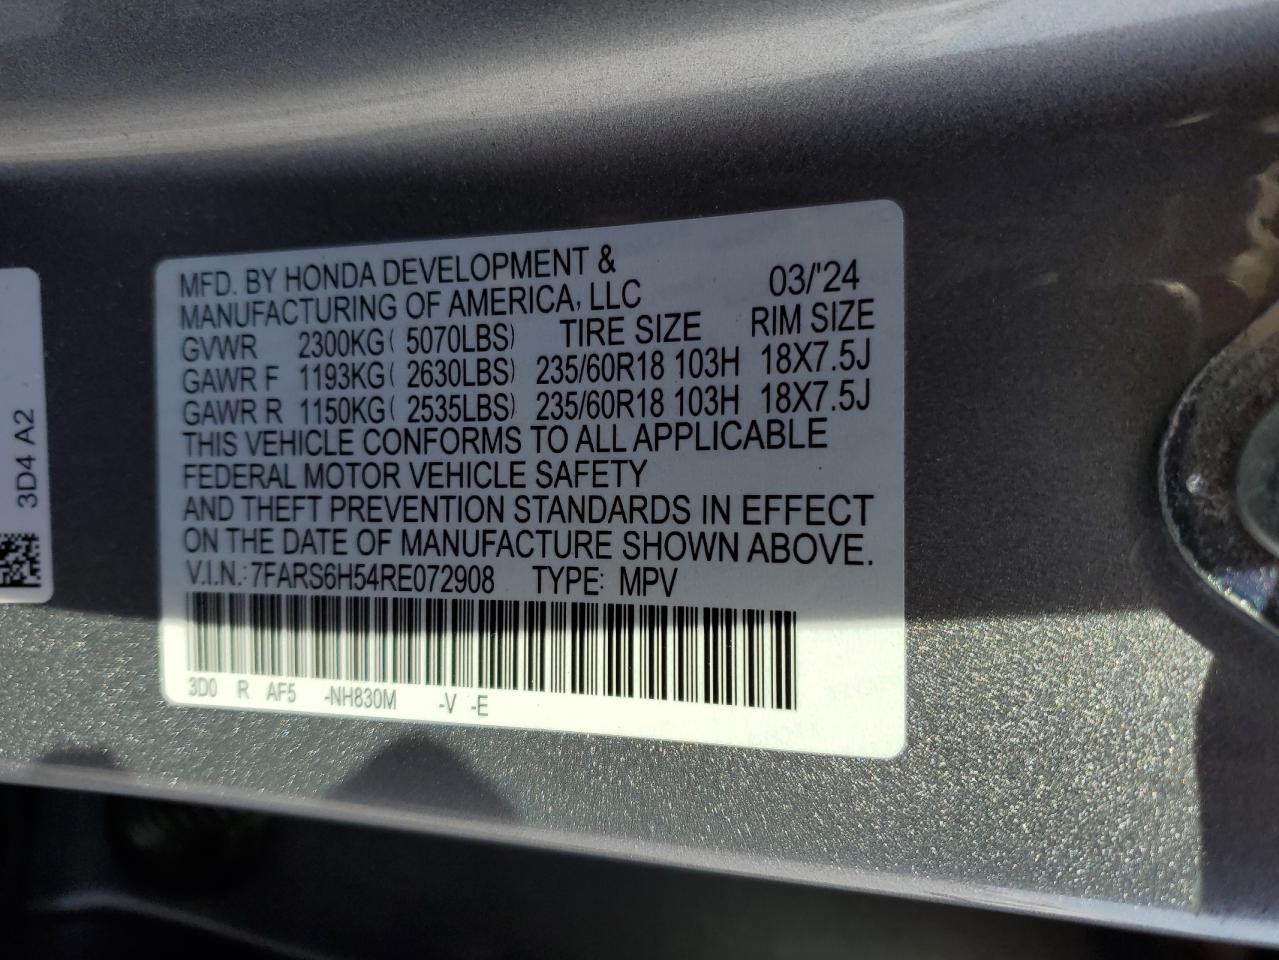 MFD. BY HONDA DEVELOPMENT &
MANUFACTURING OF AMERICA, LLC 03/'24
GVWR 2300KG( 5070LBS) TIRE SIZE RIM SIZE
GAWR F 1193KG( 2630LBS) 235/60R18 103H 18X7.5J
GAWR R 1150KG( 2535LBS) 235/60R18 103H 18X7.5J
THIS VEHICLE CONFORMS TO ALL APPLICABLE
FEDERAL MOTOR VEHICLE SAFETY
AND THEFT PREVENTION STANDARDS IN EFFECT
ON THE DATE OF MANUFACTURE SHOWN ABOVE.
V.I.N.: 7FARS6H54RE072908 TYPE: MPV
3D0 R AF5 -NH830M -V -E
3D4 A2